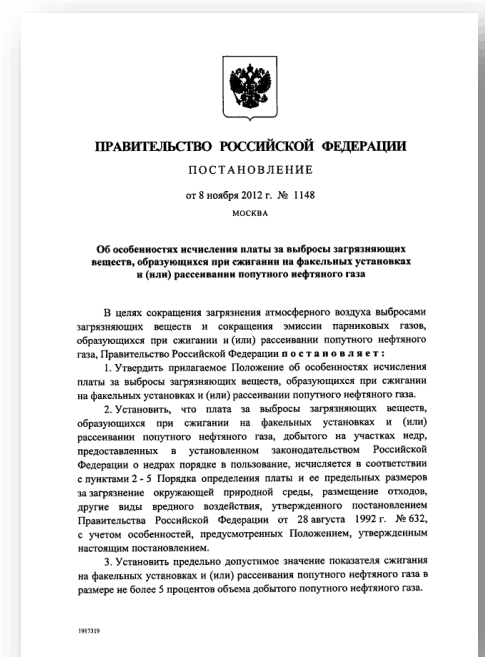 ПРАВИТЕЛЬСТВО РОССИЙСКОЙ ФЕДЕРАЦИИ
ПОСТАНОВЛЕНИЕ
от 8 ноября 2012 г. № 1148
МОСКВА
Об особенностях исчисления платы за выбросы загрязняющих
веществ, образующихся при сжигании на факельных установках
и (или) рассеивании попутного нефтяного газа
В целях сокращения загрязнения атмосферного воздуха выбросами
загрязняющих веществ и сокращения эмиссии парниковых газов,
образующихся при сжигании и (или) рассеивании попутного нефтяного
газа, Правительство Российской Федерации постановляет:
1. Утвердить прилагаемое Положение об особенностях исчисления
платы за выбросы загрязняющих веществ, образующихся при сжигании
на факельных установках и (или) рассеивании попутного нефтяного газа.
2. Установить, что плата за выбросы загрязняющих веществ,
образующихся при сжигании на факельных установках и (или)
рассеивании попутного нефтяного газа, добытого на участках недр,
предоставленных в установленном законодательством Российской
Федерации о недрах порядке в пользование, исчисляется в соответствии
с пунктами 2 - 5 Порядка определения платы и ее предельных размеров
за загрязнение окружающей природной среды, размещение отходов,
другие виды вредного воздействия, утвержденного постановлением
Правительства Российской Федерации от 28 августа 1992 г. № 632,
с учетом особенностей, предусмотренных Положением, утвержденным
настоящим постановлением.
3. Установить предельно допустимое значение показателя сжигания
на факельных установках и (или) рассеивания попутного нефтяного газа в
размере не более 5 процентов объема добытого попутного нефтяного газа.
1917319